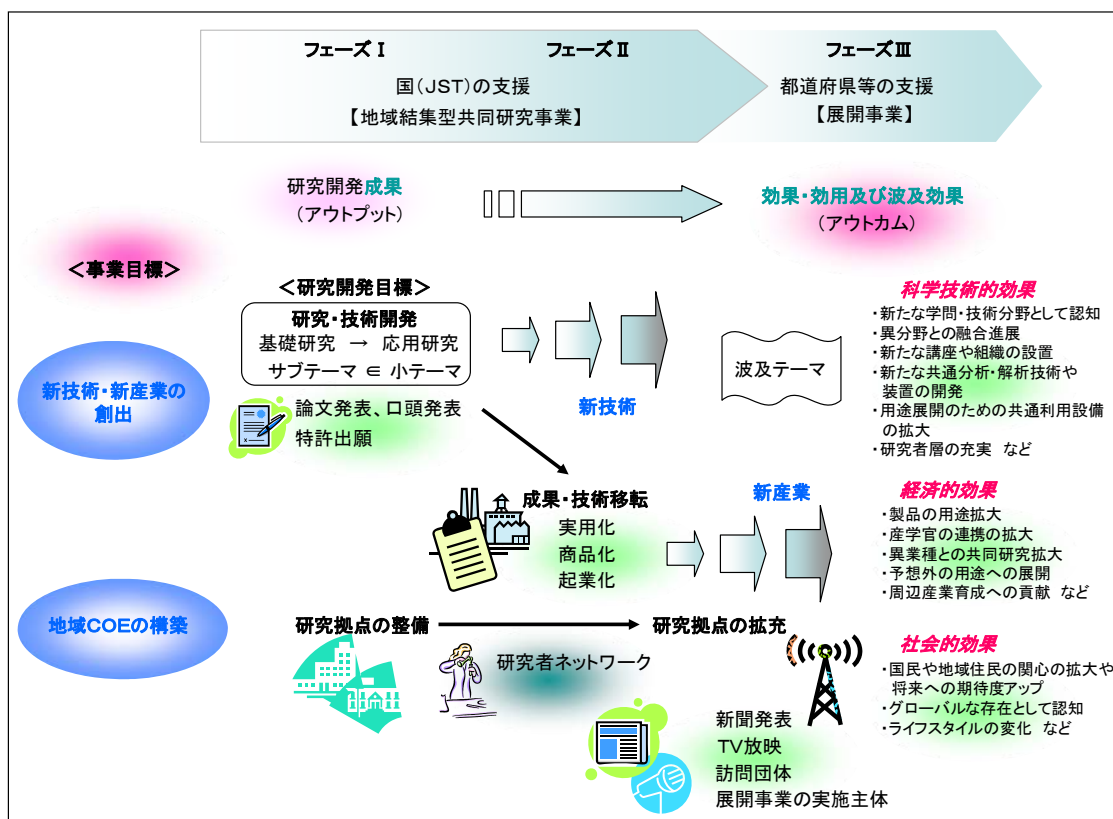 フェーズⅠ
フェーズⅡ
フェーズⅢ
国(JST)の支援
【地域結集型共同研究事業】
都道府県等の支援
【展開事業】
研究開発成果
(アウトプット)
効果・効用及び波及効果
(アウトカム)
<事業目標>
<研究開発目標>
研究・技術開発
基礎研究 → 応用研究
サブテーマ ∈ 小テーマ
新技術・新産業の
創出
論文発表、口頭発表
特許出願
新技術
波及テーマ
科学技術的効果
・新たな学問・技術分野として認知
・異分野との融合進展
・新たな講座や組織の設置
・新たな共通分析・解析技術や
装置の開発
・用途展開のための共通利用設備
の拡大
・研究者層の充実 など
成果・技術移転
実用化
商品化
起業化
新産業
経済的効果
・製品の用途拡大
・産学官の連携の拡大
・異業種との共同研究拡大
・予想外の用途への展開
・周辺産業育成への貢献 など
地域COEの構築
研究拠点の整備
研究拠点の拡充
研究者ネットワーク
社会的効果
・国民や地域住民の関心の拡大や
将来への期待度アップ
・グローバルな存在として認知
・ライフスタイルの変化 など
新聞発表
TV放映
訪問団体
展開事業の実施主体